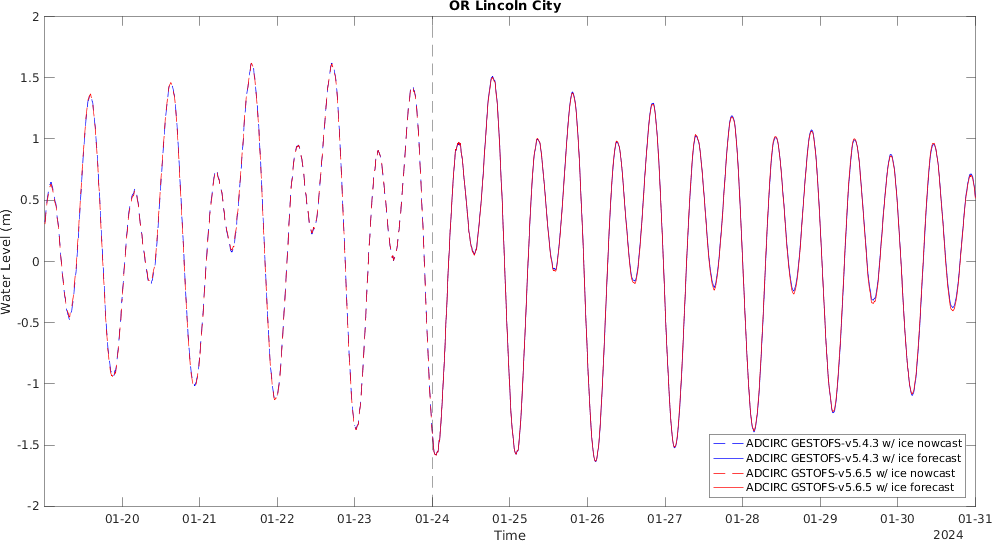 OR Lincoln City
2
1.5
1
0.5
0
-0.5
-1
-1.5
-2
Water Level (m)
01-20 01-21 01-22 01-23 01-24 01-25 01-26 01-27 01-28 01-29 01-30 01-31
Time
2024
ADCIRC GESTOFS-v5.4.3 w/ ice nowcast
ADCIRC GESTOFS-v5.4.3 w/ ice forecast
ADCIRC GSTOFS-v5.6.5 w/ ice nowcast
ADCIRC GSTOFS-v5.6.5 w/ ice forecast